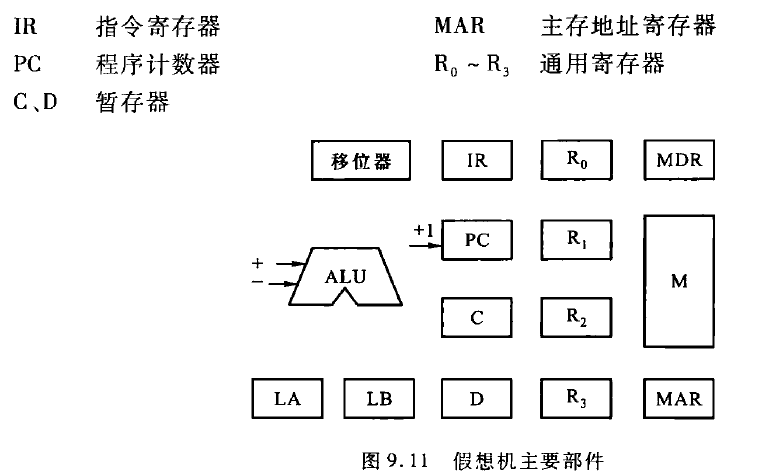 IR 指令寄存器 MAR 主存地址寄存器
PC 程序计数器 R₀ ~ R₃ 通用寄存器
C、D 暂存器
移位器 IR R₀ MDR
+1 PC R₁
+ - ALU M
C R₂
LA LB D R₃ MAR
图 9.11 假想机主要部件